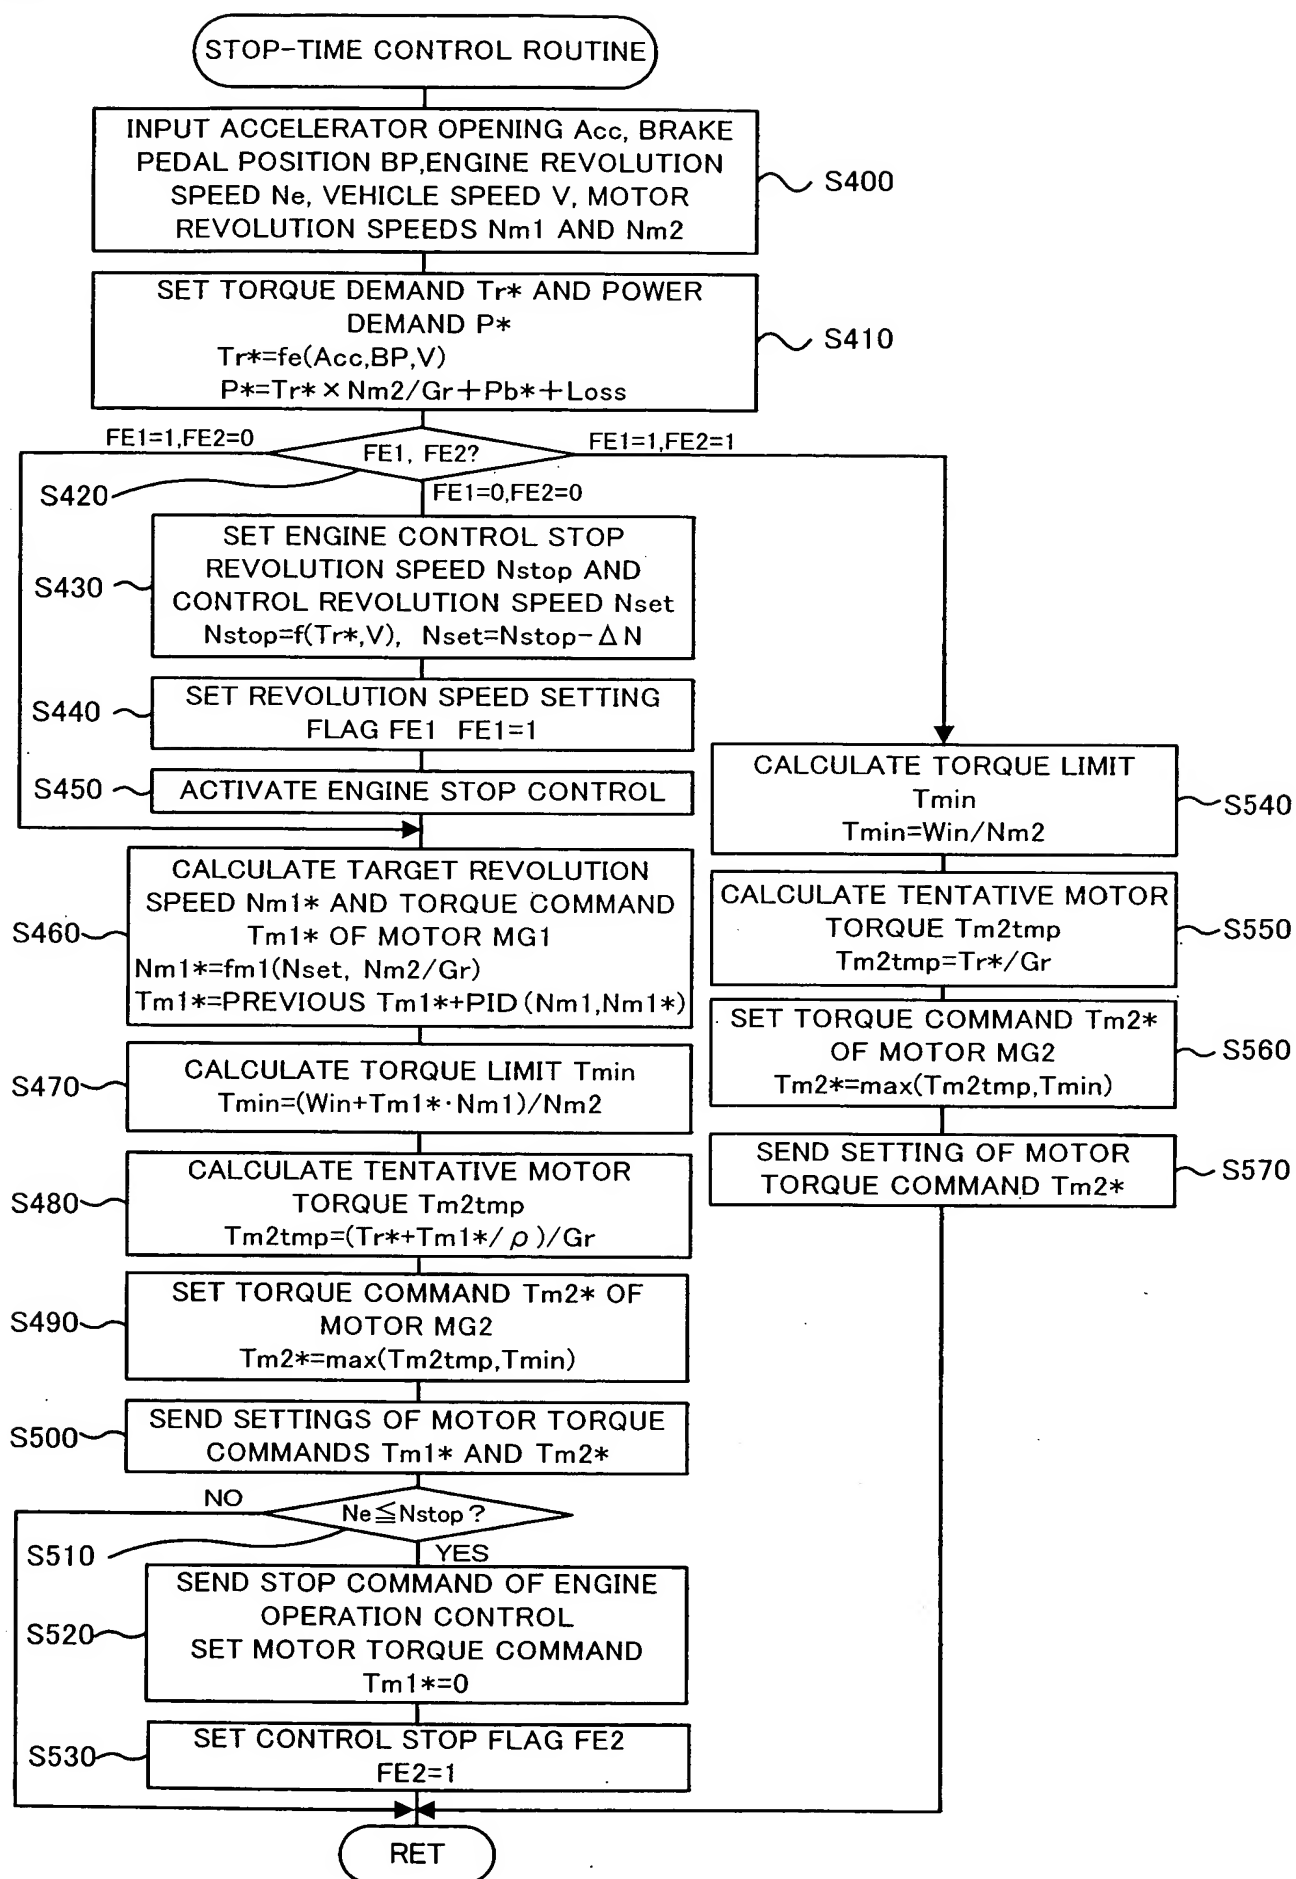 STOP-TIME CONTROL ROUTINE
INPUT ACCELERATOR OPENING Acc, BRAKE
PEDAL POSITION BP,ENGINE REVOLUTION
SPEED Ne, VEHICLE SPEED V, MOTOR
REVOLUTION SPEEDS Nm1 AND Nm2
S400
SET TORQUE DEMAND Tr* AND POWER
DEMAND P*
Tr*=fe(Acc,BP,V)
P*=Tr*×Nm2/Gr+Pb*+Loss
S410
FE1=1,FE2=0
FE1, FE2?
FE1=1,FE2=1
S420
FE1=0,FE2=0
SET ENGINE CONTROL STOP
REVOLUTION SPEED Nstop AND
CONTROL REVOLUTION SPEED Nset
Nstop=f(Tr*,V), Nset=Nstop-ΔN
S430
SET REVOLUTION SPEED SETTING
FLAG FE1 FE1=1
S440
S450
ACTIVATE ENGINE STOP CONTROL
CALCULATE TARGET REVOLUTION
SPEED Nm1* AND TORQUE COMMAND
Tm1* OF MOTOR MG1
Nm1*=fm1(Nset, Nm2/Gr)
Tm1*=PREVIOUS Tm1*+PID(Nm1,Nm1*)
S460
CALCULATE TORQUE LIMIT Tmin
Tmin=(Win+Tm1*·Nm1)/Nm2
S470
CALCULATE TENTATIVE MOTOR
TORQUE Tm2tmp
Tm2tmp=(Tr*+Tm1*/ρ)/Gr
S480
SET TORQUE COMMAND Tm2* OF
MOTOR MG2
Tm2*=max(Tm2tmp,Tmin)
S490
SEND SETTINGS OF MOTOR TORQUE
COMMANDS Tm1* AND Tm2*
S500
NO
Ne≦Nstop?
S510
YES
SEND STOP COMMAND OF ENGINE
OPERATION CONTROL
SET MOTOR TORQUE COMMAND
Tm1*=0
S520
SET CONTROL STOP FLAG FE2
FE2=1
S530
CALCULATE TORQUE LIMIT
Tmin
Tmin=Win/Nm2
S540
CALCULATE TENTATIVE MOTOR
TORQUE Tm2tmp
Tm2tmp=Tr*/Gr
S550
SET TORQUE COMMAND Tm2*
OF MOTOR MG2
Tm2*=max(Tm2tmp,Tmin)
S560
SEND SETTING OF MOTOR
TORQUE COMMAND Tm2*
S570
RET